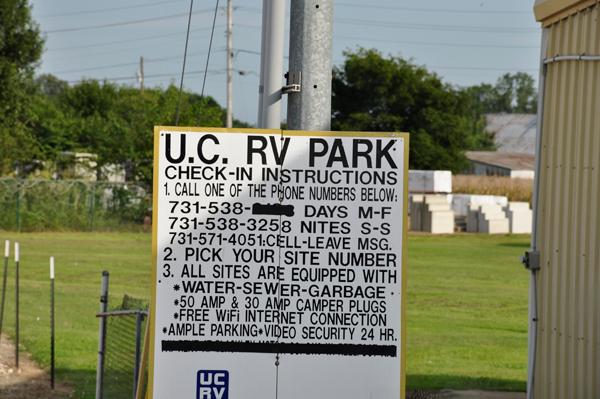 U.C. RV PARK
CHECK-IN INSTRUCTIONS
1. CALL ONE OF THE PHONE NUMBERS BELOW:
731-538- DAYS M-F
731-538-3258 NITES S-S
731-571-4051:CELL-LEAVE MSG.
2. PICK YOUR SITE NUMBER
3. ALL SITES ARE EQUIPPED WITH
*WATER-SEWER-GARBAGE
*50 AMP & 30 AMP CAMPER PLUGS
*FREE WiFi INTERNET CONNECTION
*AMPLE PARKING*VIDEO SECURITY 24 HR.
UC
RV